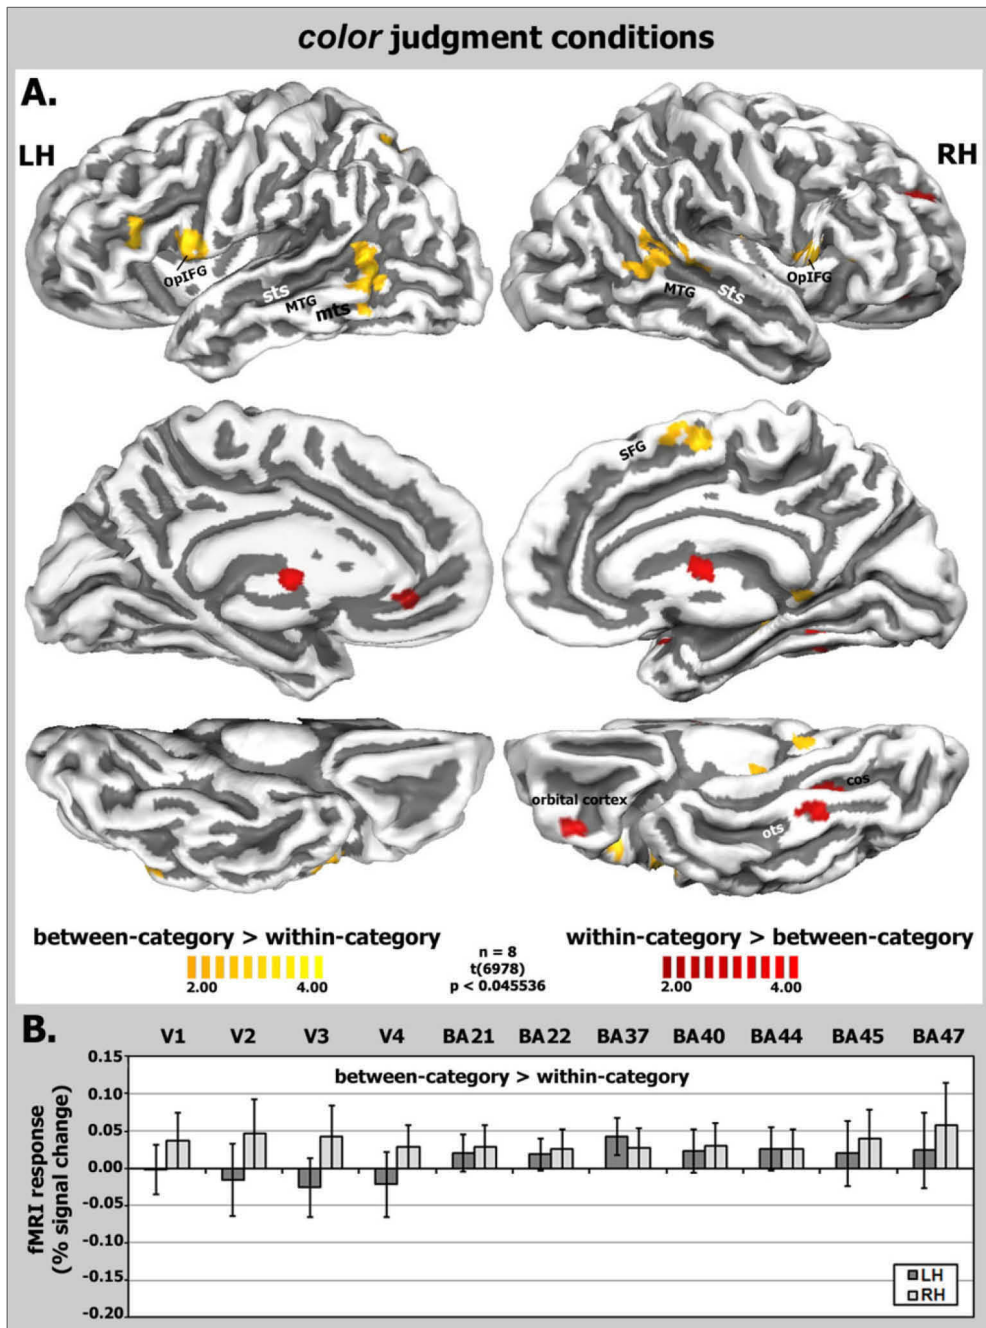 color judgment conditions
A.
LH
RH
OpIFG
sts
MTG
mts
OpIFG
MTG
sts
SFG
orbital cortex
cos
ots
between-category > within-category
2.00 4.00
n = 8
t(6978)
p < 0.045536
within-category > between-category
2.00 4.00
B.
V1 V2 V3 V4 BA21 BA22 BA37 BA40 BA44 BA45 BA47
between-category > within-category
fMRI response
(% signal change)
0.15
0.10
0.05
0.00
-0.05
-0.10
-0.15
-0.20
LH
RH